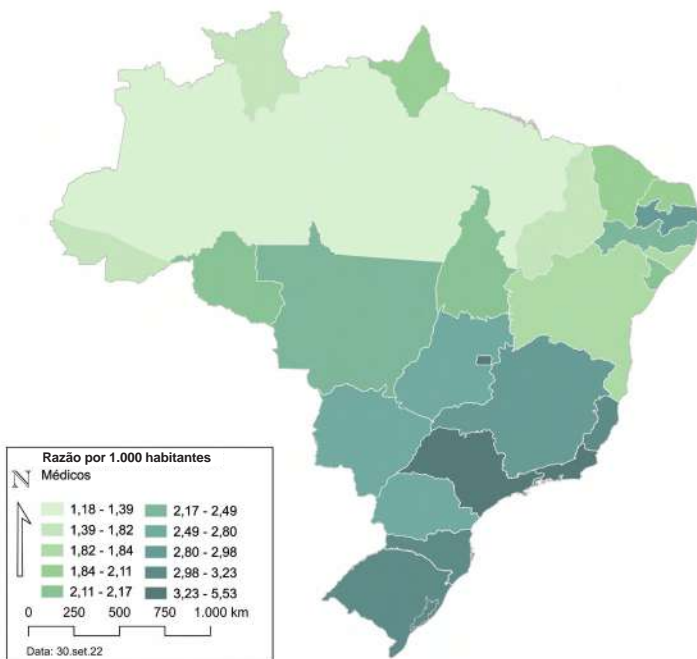 Razão por 1.000 habitantes
N Médicos
1,18 - 1,39
1,39 - 1,82
1,82 - 1,84
1,84 - 2,11
2,11 - 2,17
2,17 - 2,49
2,49 - 2,80
2,80 - 2,98
2,98 - 3,23
3,23 - 5,53
0 250 500 750 1.000 km
Data: 30.set.22